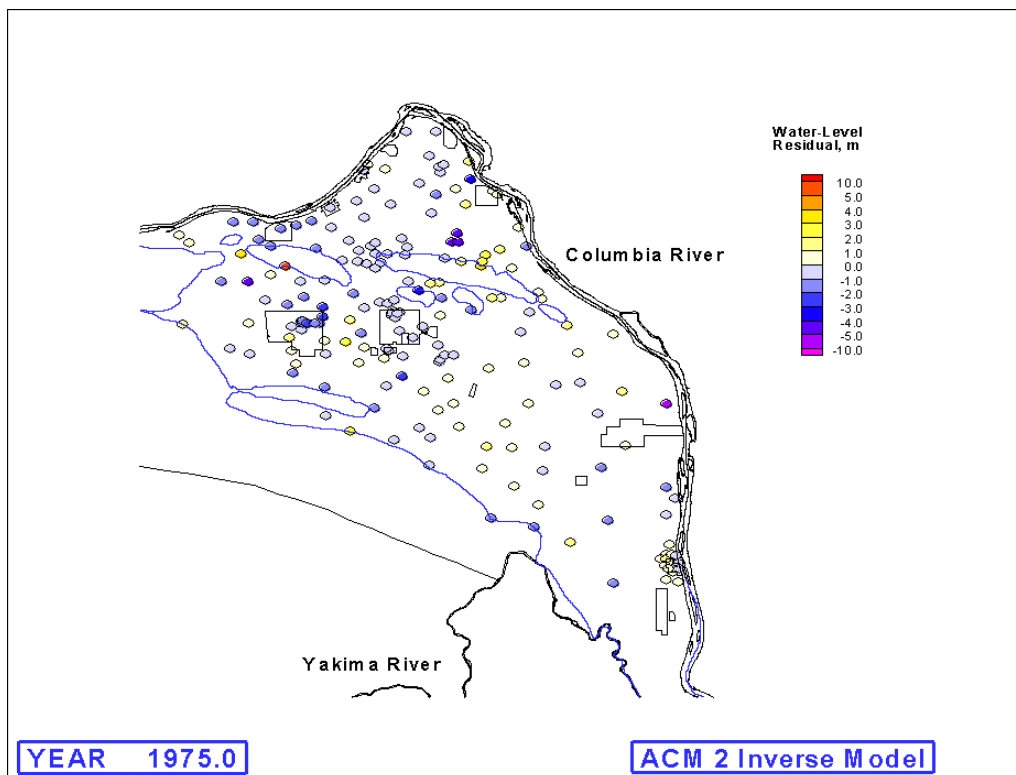 Water-Level
Residual, m
10.0
5.0
4.0
3.0
2.0
1.0
0.0
-1.0
-2.0
-3.0
-4.0
-5.0
-10.0
Columbia River
Yakima River
YEAR 1975.0
ACM 2 Inverse Model